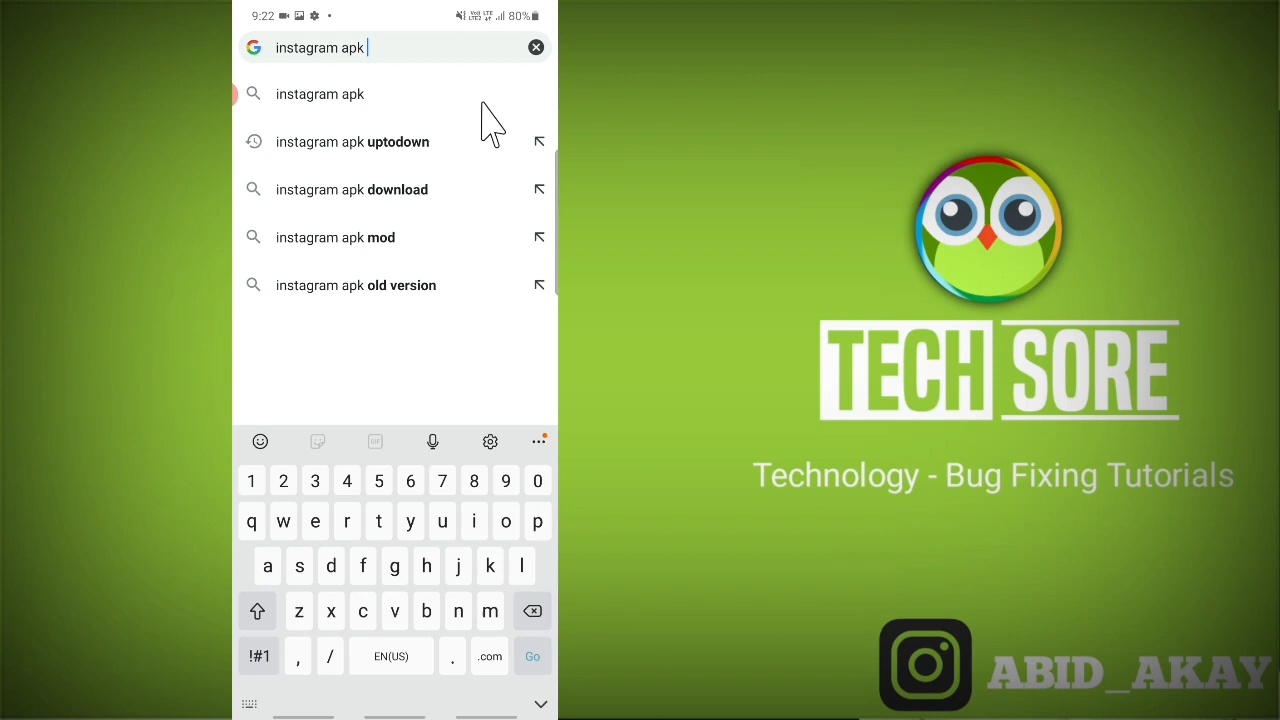 9:22
80%
instagram apk
instagram apk
instagram apk uptodown
instagram apk download
instagram apk mod
instagram apk old version
GIF
1 2 3 4 5 6 7 8 9 0
q w e r t y u i o p
a s d f g h j k l
z x c v b n m
!#1 , / EN(US) . .com Go
TECH SORE
Technology - Bug Fixing Tutorials
ABID_AKAY